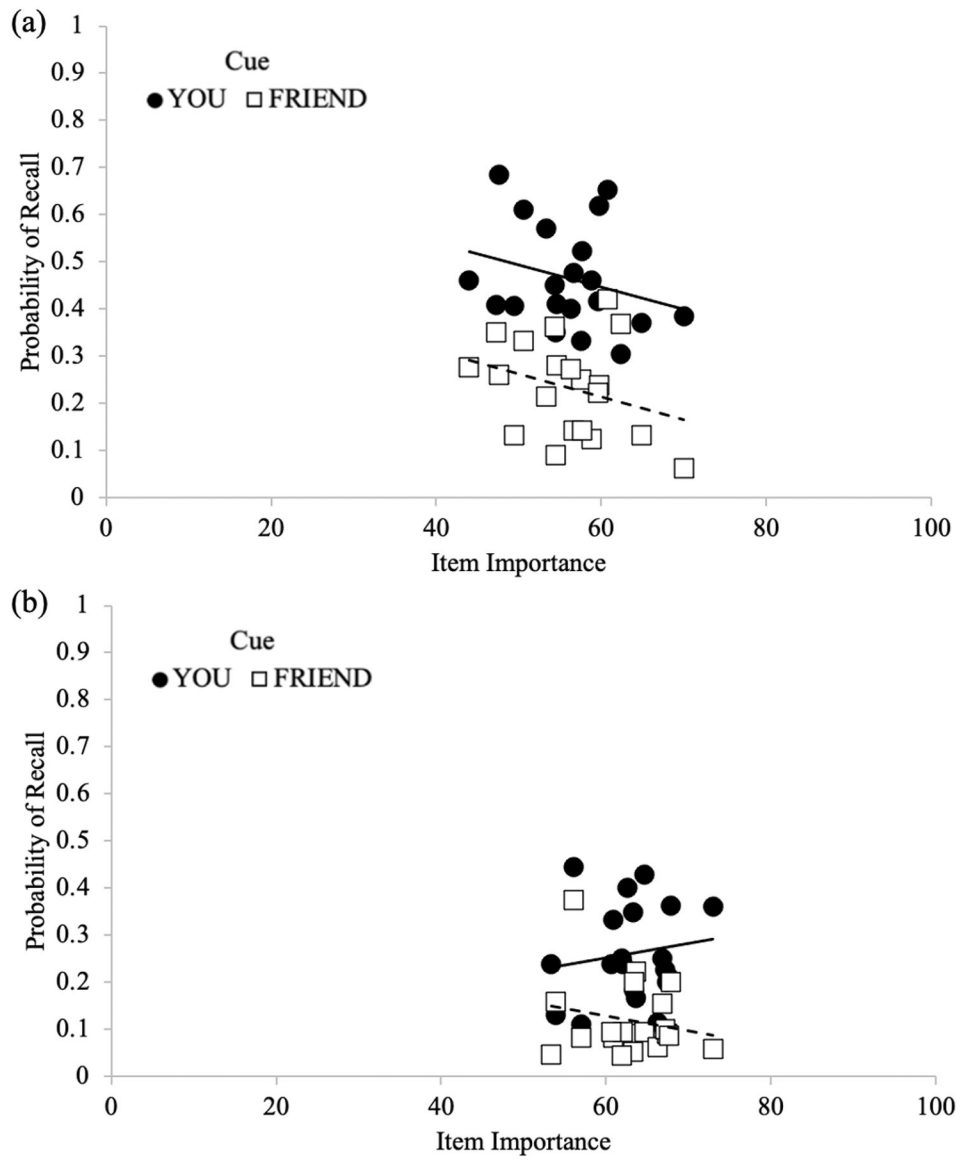 (a)
1
0.9
0.8
0.7
0.6
0.5
0.4
0.3
0.2
0.1
0
Probability of Recall
Cue
YOU FRIEND
0 20 40 60 80 100
Item Importance
(b)
1
0.9
0.8
0.7
0.6
0.5
0.4
0.3
0.2
0.1
0
Probability of Recall
Cue
YOU FRIEND
0 20 40 60 80 100
Item Importance